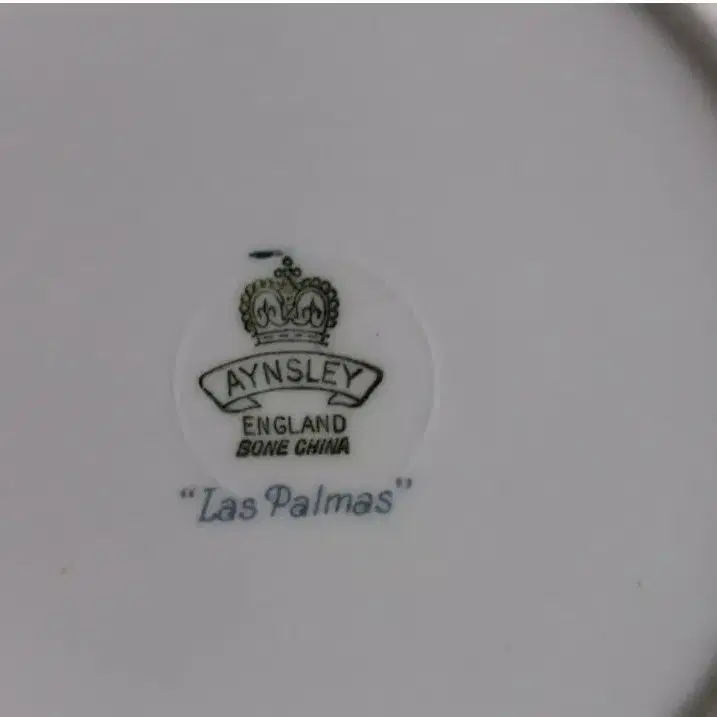 AYNSLEY
ENGLAND
BONE CHINA
"Las Palmas"